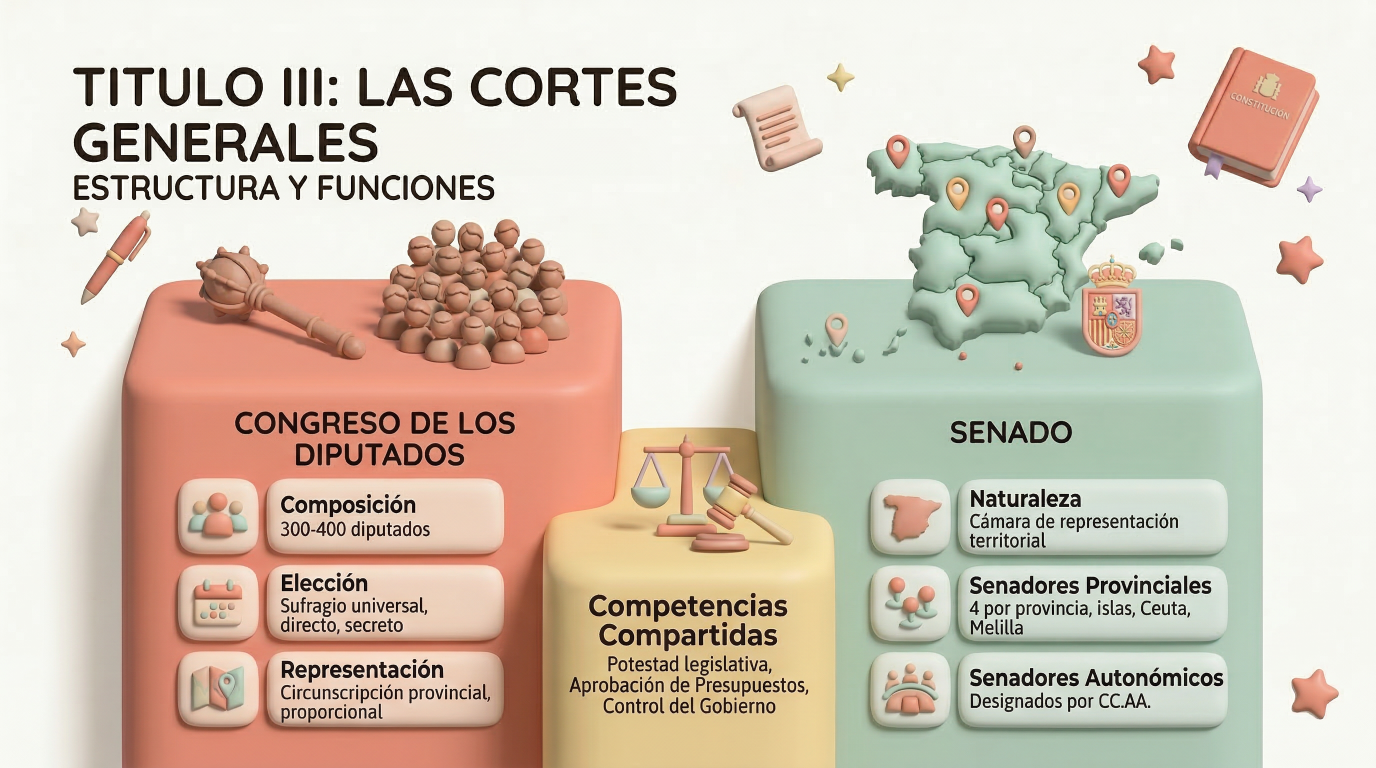 TITULO III: LAS CORTES
GENERALES
ESTRUCTURA Y FUNCIONES
CONSTITUCIÓN
CONGRESO DE LOS
DIPUTADOS
Composición
300-400 diputados
Elección
Sufragio universal,
directo, secreto
Representación
Circunscripción provincial,
proporcional
Competencias
Compartidas
Potestad legislativa,
Aprobación de Presupuestos,
Control del Gobierno
SENADO
Naturaleza
Cámara de representación
territorial
Senadores Provinciales
4 por provincia, islas, Ceuta,
Melilla
Senadores Autonómicos
Designados por CC.AA.